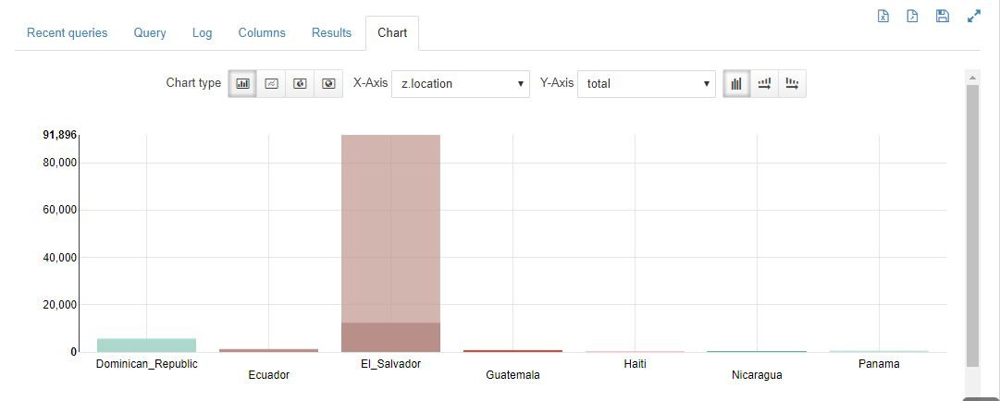 Recent queries Query Log Columns Results Chart
Chart type X-Axis z.location Y-Axis total
91,896
80,000
60,000
40,000
20,000
0
Dominican_Republic El_Salvador Haiti Panama
Ecuador Guatemala Nicaragua